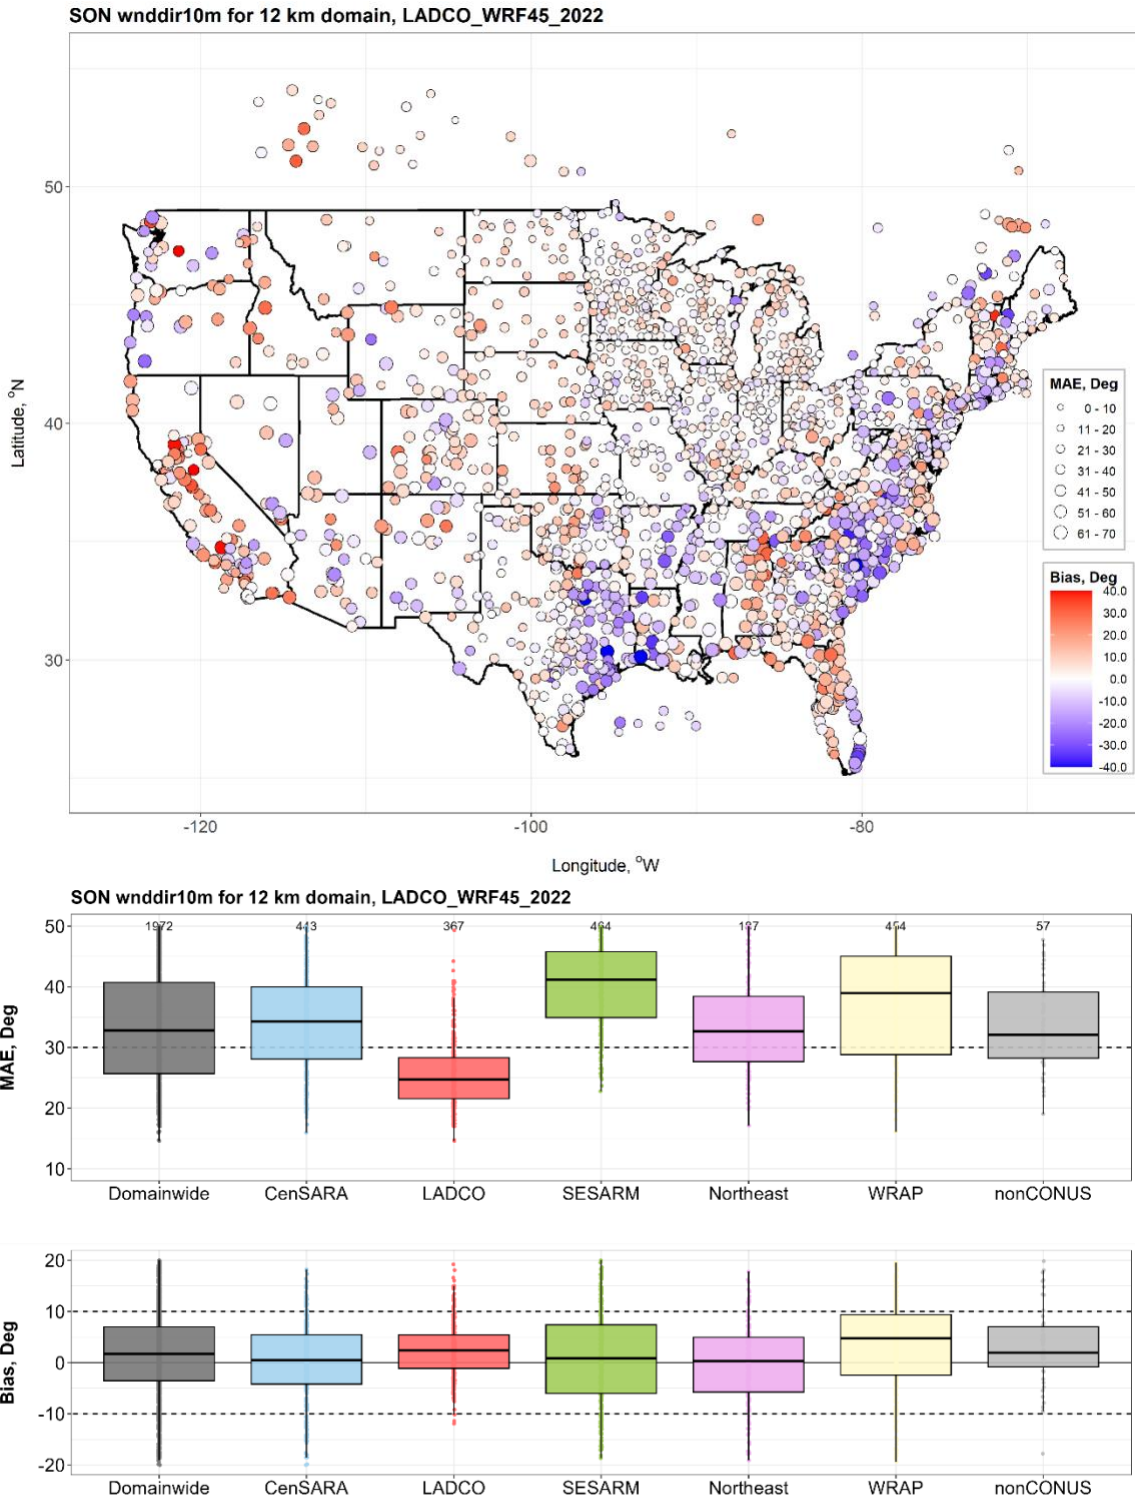 SON wnddir10m for 12 km domain, LADCO_WRF45_2022
50
40
30
Latitude, °N
-120
-100
-80
Longitude, °W
MAE, Deg
0 - 10
11 - 20
21 - 30
31 - 40
41 - 50
51 - 60
61 - 70
Bias, Deg
40.0
30.0
20.0
10.0
0.0
-10.0
-20.0
-30.0
-40.0
SON wnddir10m for 12 km domain, LADCO_WRF45_2022
MAE, Deg
50
40
30
20
10
1972
443
367
57
Domainwide
CenSARA
LADCO
SESARM
Northeast
WRAP
nonCONUS
Bias, Deg
20
10
0
-10
-20
Domainwide
CenSARA
LADCO
SESARM
Northeast
WRAP
nonCONUS